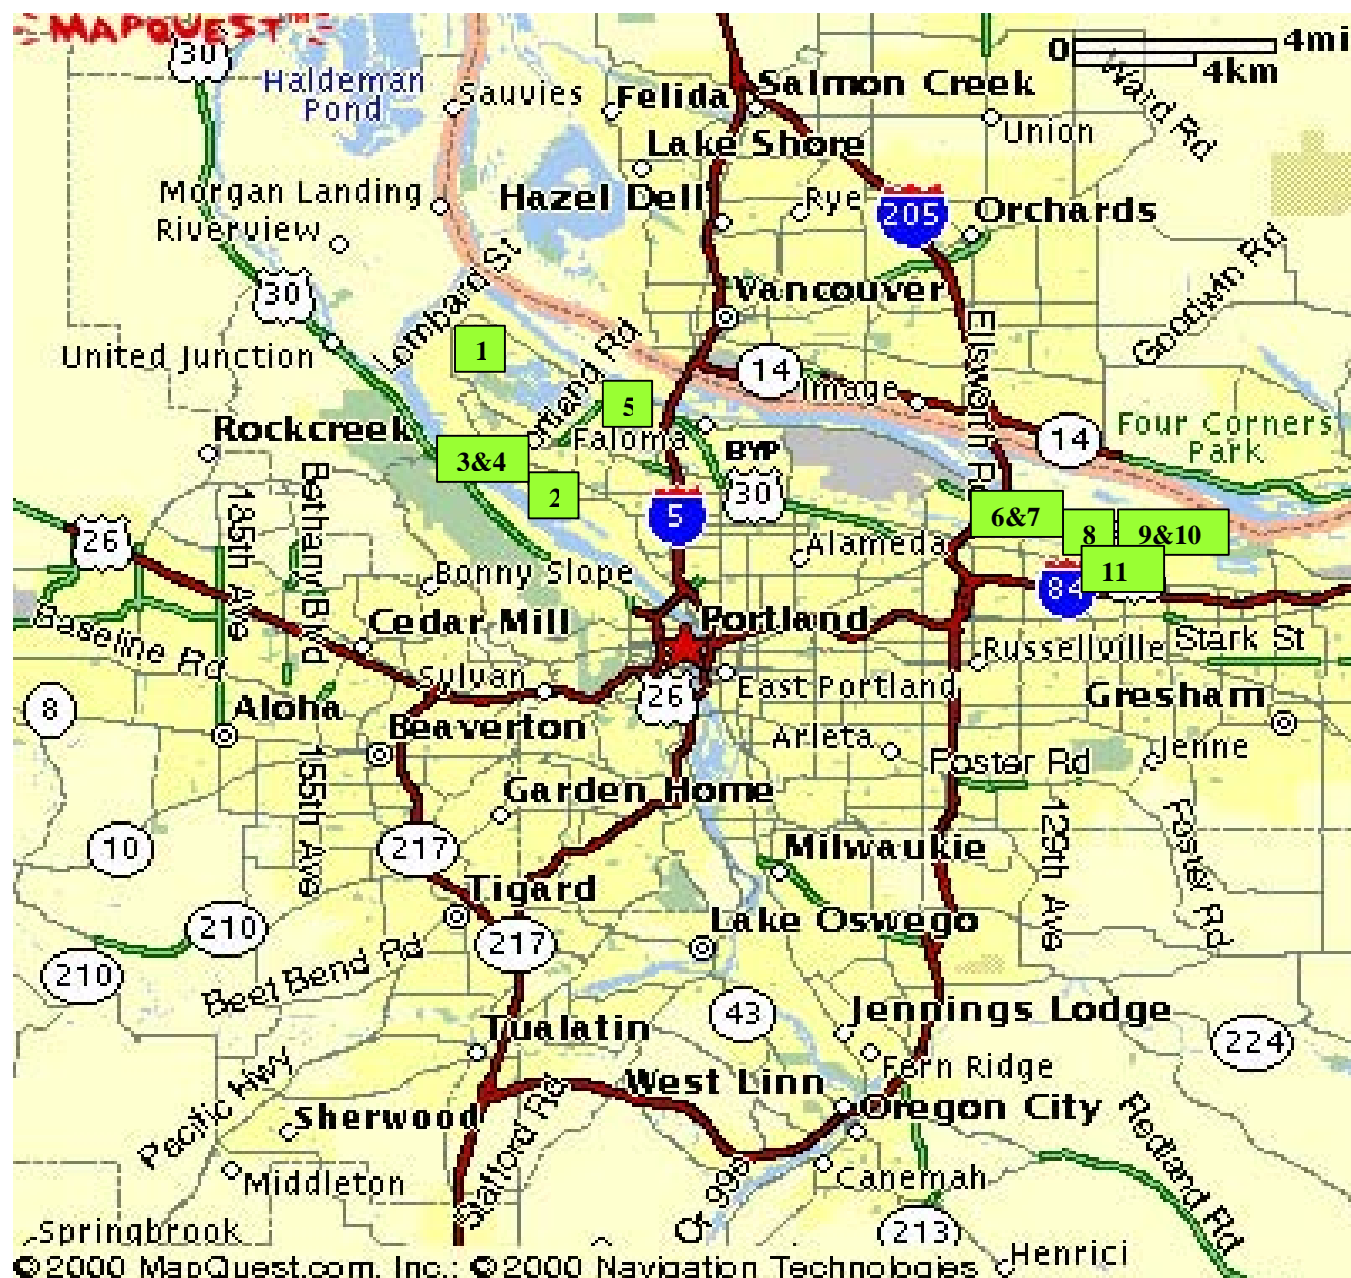 MAPQUEST™
30
Haldeman
Pond
Sauvies
Felida
Salmon Creek
0
4mi
4km
Ward Rd
Union
Lake Shore
Morgan Landing
Hazel Dell
Rye
205
Orchards
Riverview
30
Lombard St
Vancouver
Goodwin Rd
United Junction
1
14
Image
Ellsworth Rd
5
Faloma
14
Four Corners
Park
Rockcreek
3&4
2
BYP
30
185th Ave
Bethany Blvd
5
6&7
8
9&10
11
26
Alameda
84
Bonny Slope
Baseline Rd
Cedar Mill
Portland
Russellville
Stark St
Sylvan
26
East Portland
Gresham
8
Aloha
Beaverton
Arleta
Foster Rd
Jenne
155th Ave
Garden Home
129th Ave
Foster Rd
10
217
Milwaukie
Tigard
210
217
Lake Oswego
210
Beef Bend Rd
43
Jennings Lodge
224
Tualatin
Fern Ridge
Pacific Hwy
West Linn
Oregon City
Redland Rd
Sherwood
Stafford Rd
99e
Canemah
Middleton
213
Springbrook
Henrici
©2000 MapQuest.com, Inc.; ©2000 Navigation Technologies